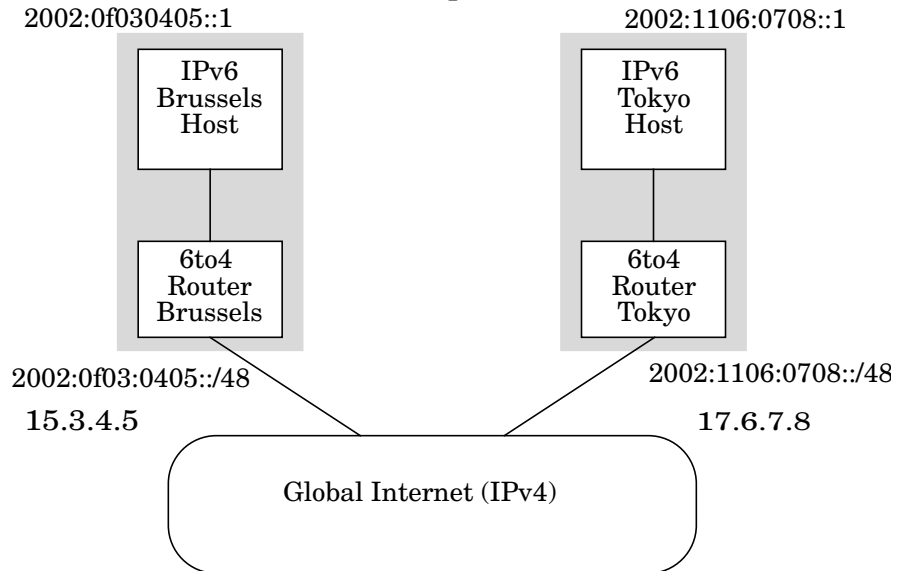 2002:0f030405::1
2002:1106:0708::1
IPv6
Brussels
Host
IPv6
Tokyo
Host
6to4
Router
Brussels
6to4
Router
Tokyo
2002:0f03:0405::/48
2002:1106:0708::/48
15.3.4.5
17.6.7.8
Global Internet (IPv4)